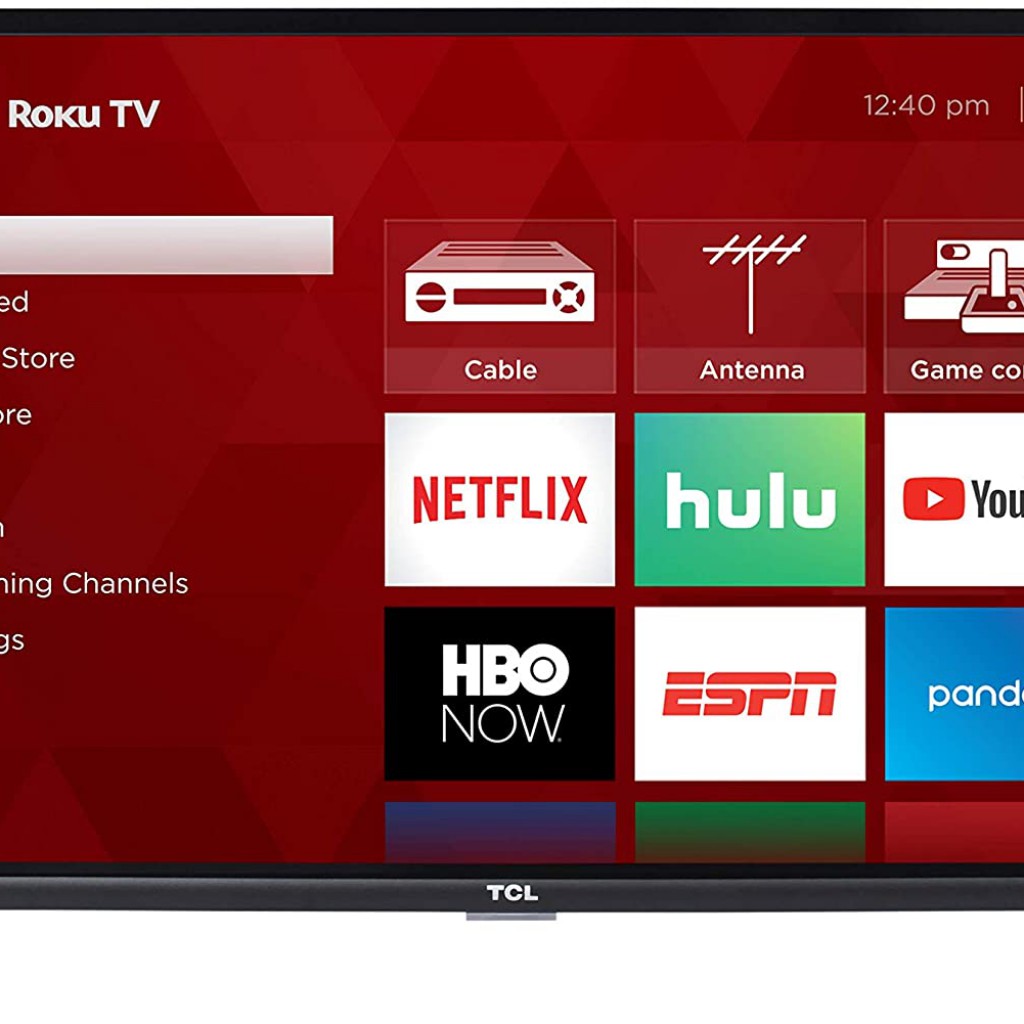 Roku TV
12:40 pm
ed
Store
ore
n
ning Channels
gs
Cable
Antenna
Game co
NETFLIX
hulu
You
HBO
NOW
ESPN
pand
TCL